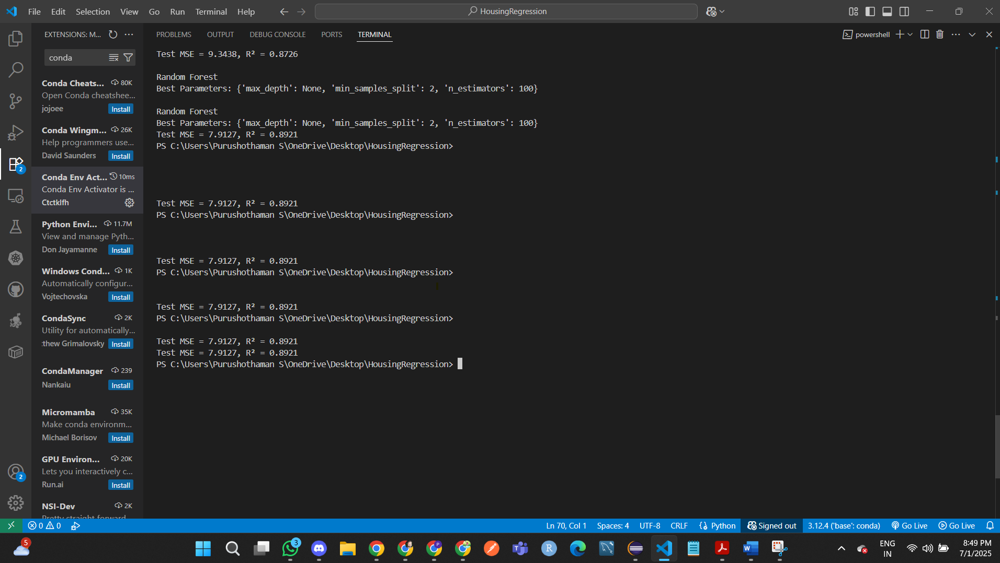 File Edit Selection View Go Run Terminal Help
HousingRegression
EXTENSIONS: M...
conda
Conda Cheats... 80K
Open Conda cheatshee...
jojoee Install
Conda Wingm... 26K
Help programmers use...
David Saunders Install
Conda Env Act... 10ms
Conda Env Activator is ...
Ctctklfh
Python Envi... 11.7M
View and manage Pyth...
Don Jayamanne Install
Windows Cond... 1K
Automatically configur...
Vojtechovska Install
CondaSync 2K
Utility for automatically...
:thew Grimalovsky Install
CondaManager 239
Nankaiu Install
Micromamba 35K
Make conda environm...
Michael Borisov Install
GPU Environ... 20K
Lets you interactively c...
Run.ai Install
NSI-Dev 2K
Pretty straight forward
2
2
PROBLEMS OUTPUT DEBUG CONSOLE PORTS TERMINAL
powershell
Test MSE = 9.3438, R² = 0.8726
Random Forest
Best Parameters: {'max_depth': None, 'min_samples_split': 2, 'n_estimators': 100}
Random Forest
Best Parameters: {'max_depth': None, 'min_samples_split': 2, 'n_estimators': 100}
Test MSE = 7.9127, R² = 0.8921
PS C:\Users\Purushothaman S\OneDrive\Desktop\HousingRegression>
Test MSE = 7.9127, R² = 0.8921
PS C:\Users\Purushothaman S\OneDrive\Desktop\HousingRegression>
Test MSE = 7.9127, R² = 0.8921
PS C:\Users\Purushothaman S\OneDrive\Desktop\HousingRegression>
Test MSE = 7.9127, R² = 0.8921
PS C:\Users\Purushothaman S\OneDrive\Desktop\HousingRegression>
Test MSE = 7.9127, R² = 0.8921
Test MSE = 7.9127, R² = 0.8921
PS C:\Users\Purushothaman S\OneDrive\Desktop\HousingRegression>
0 0
Ln 70, Col 1 Spaces: 4 UTF-8 CRLF Python Signed out 3.12.4 ('base': conda) Go Live Go Live
5
3
P
R
W
ENG
IN
8:49 PM
7/1/2025